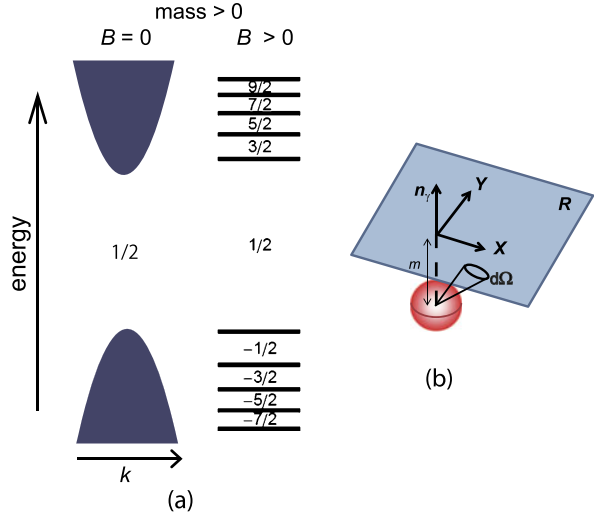 mass > 0
B = 0
B > 0
energy
9/2
7/2
5/2
3/2
1/2
1/2
−1/2
−3/2
−5/2
−7/2
k
(a)
nγ
Y
R
X
m
dΩ
(b)